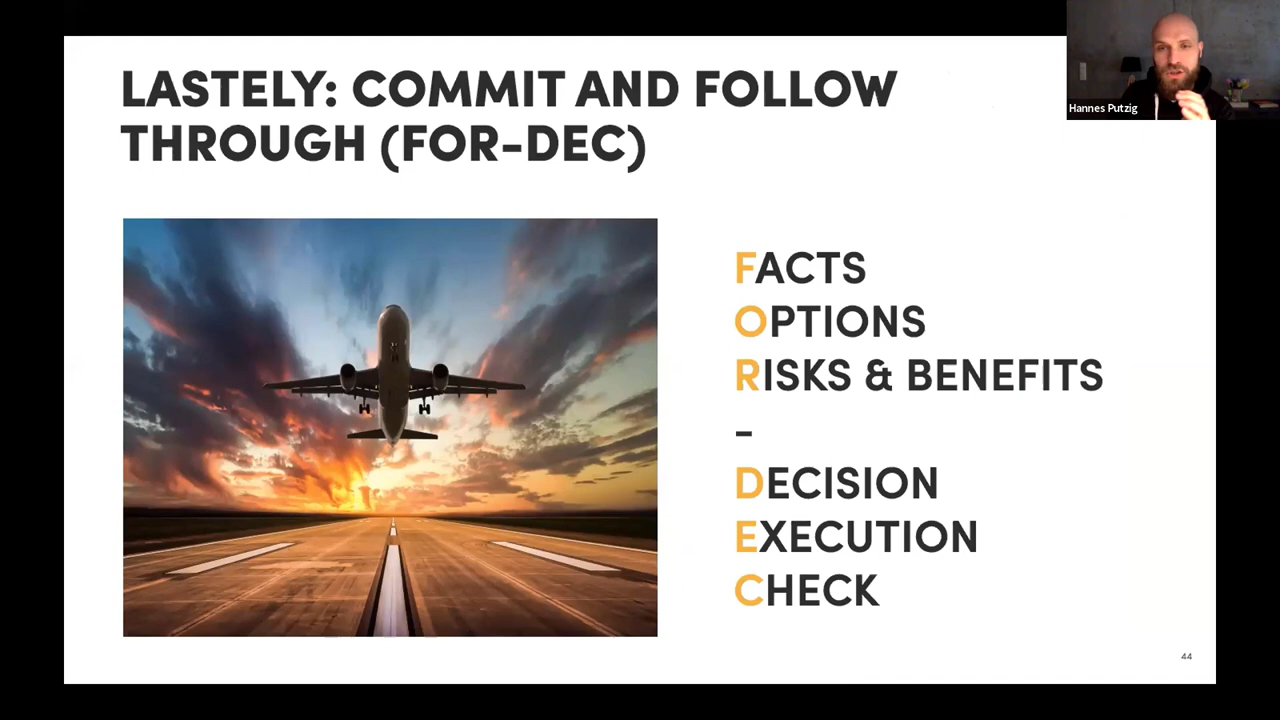 LASTELY: COMMIT AND FOLLOW
THROUGH (FOR-DEC)
Hannes Putzig
FACTS
OPTIONS
RISKS & BENEFITS
–
DECISION
EXECUTION
CHECK
44